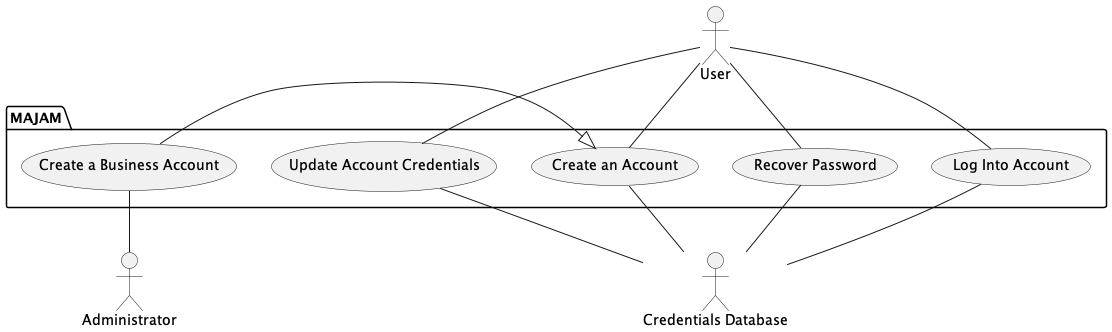 User
MAJAM
Create a Business Account
Update Account Credentials
Create an Account
Recover Password
Log Into Account
Administrator
Credentials Database